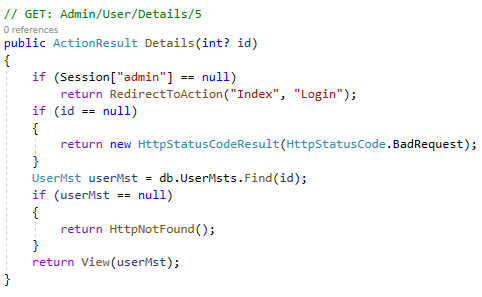 // GET: Admin/User/Details/5
0 references
public ActionResult Details(int? id)
{
    if (Session["admin"] == null)
        return RedirectToAction("Index", "Login");
    if (id == null)
    {
        return new HttpStatusCodeResult(HttpStatusCode.BadRequest);
    }
    UserMst userMst = db.UserMsts.Find(id);
    if (userMst == null)
    {
        return HttpNotFound();
    }
    return View(userMst);
}